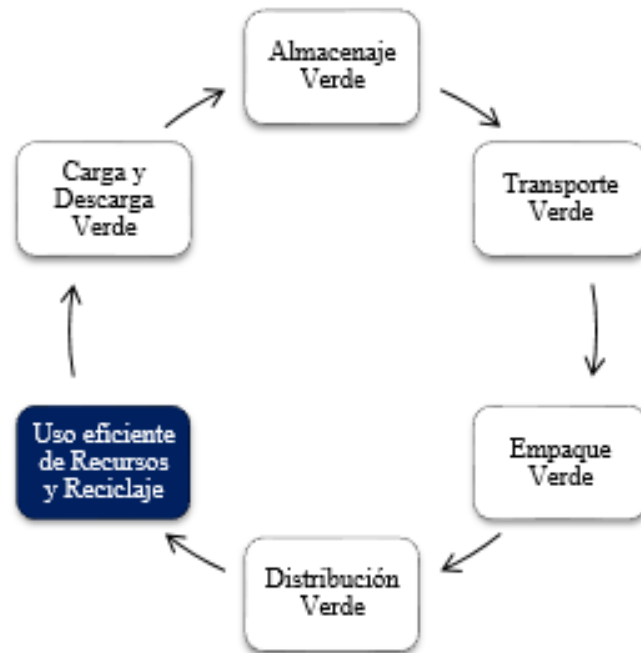 Almacenaje
Verde
Transporte
Verde
Empaque
Verde
Distribución
Verde
Uso eficiente
de Recursos
y Reciclaje
Carga y
Descarga
Verde